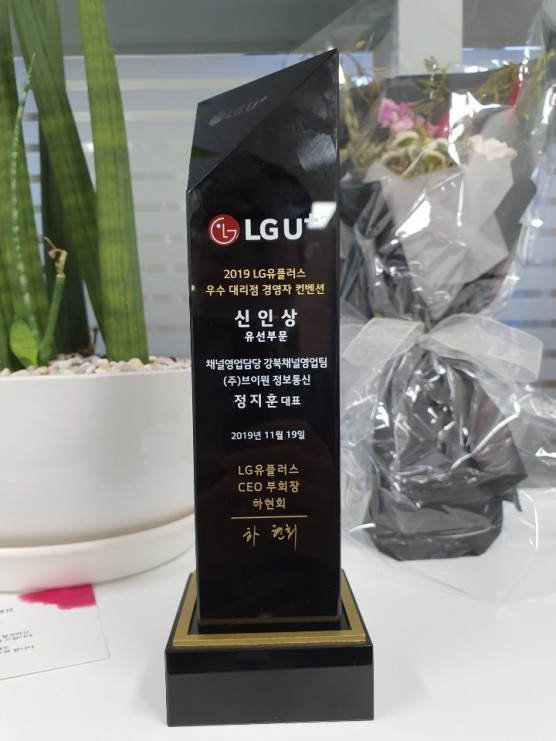 LG U+
LG U+
2019 LG유플러스
우수 대리점 경영자 컨벤션
신인상
유선부문
채널영업담당 강북채널영업팀
(주)브이원 정보통신
정지훈 대표
2019년 11월 19일
LG유플러스
CEO 부회장
하현회
하 현회